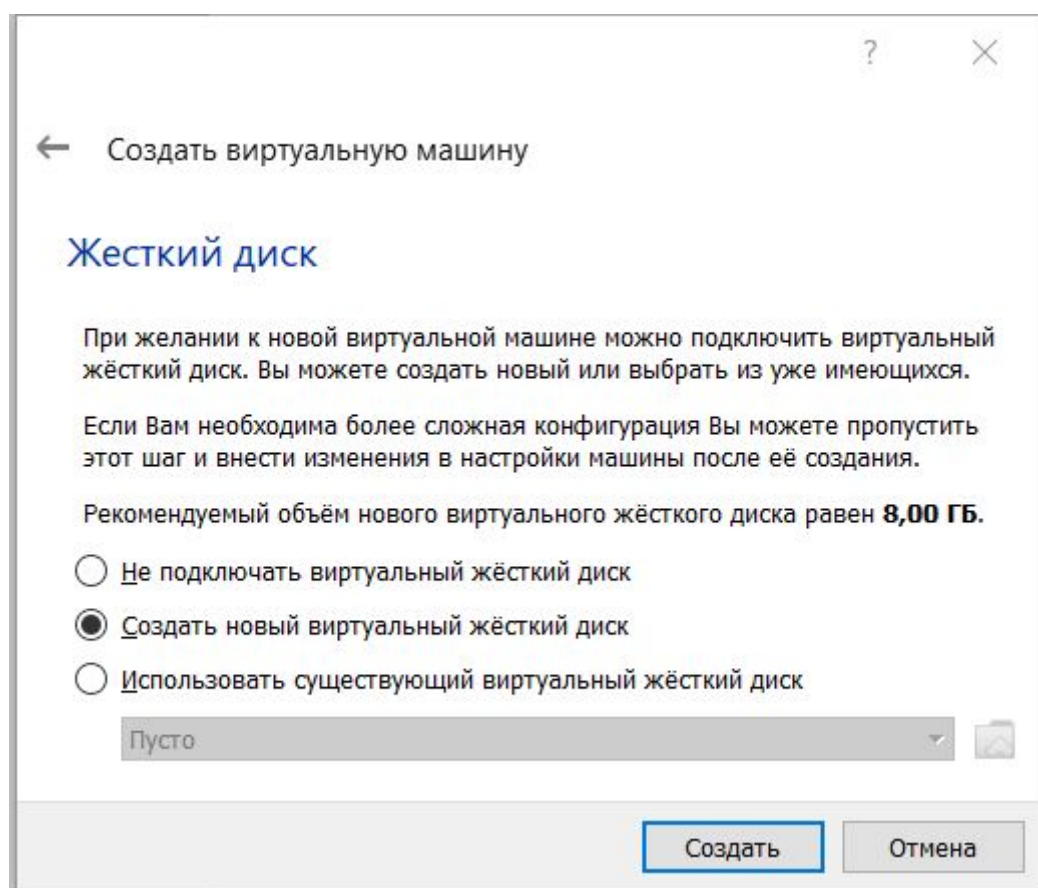 ?
Создать виртуальную машину
Жесткий диск
При желании к новой виртуальной машине можно подключить виртуальный
жёсткий диск. Вы можете создать новый или выбрать из уже имеющихся.
Если Вам необходима более сложная конфигурация Вы можете пропустить
этот шаг и внести изменения в настройки машины после её создания.
Рекомендуемый объём нового виртуального жёсткого диска равен 8,00 ГБ.
Не подключать виртуальный жёсткий диск
Создать новый виртуальный жёсткий диск
Использовать существующий виртуальный жёсткий диск
Пусто
Создать Отмена